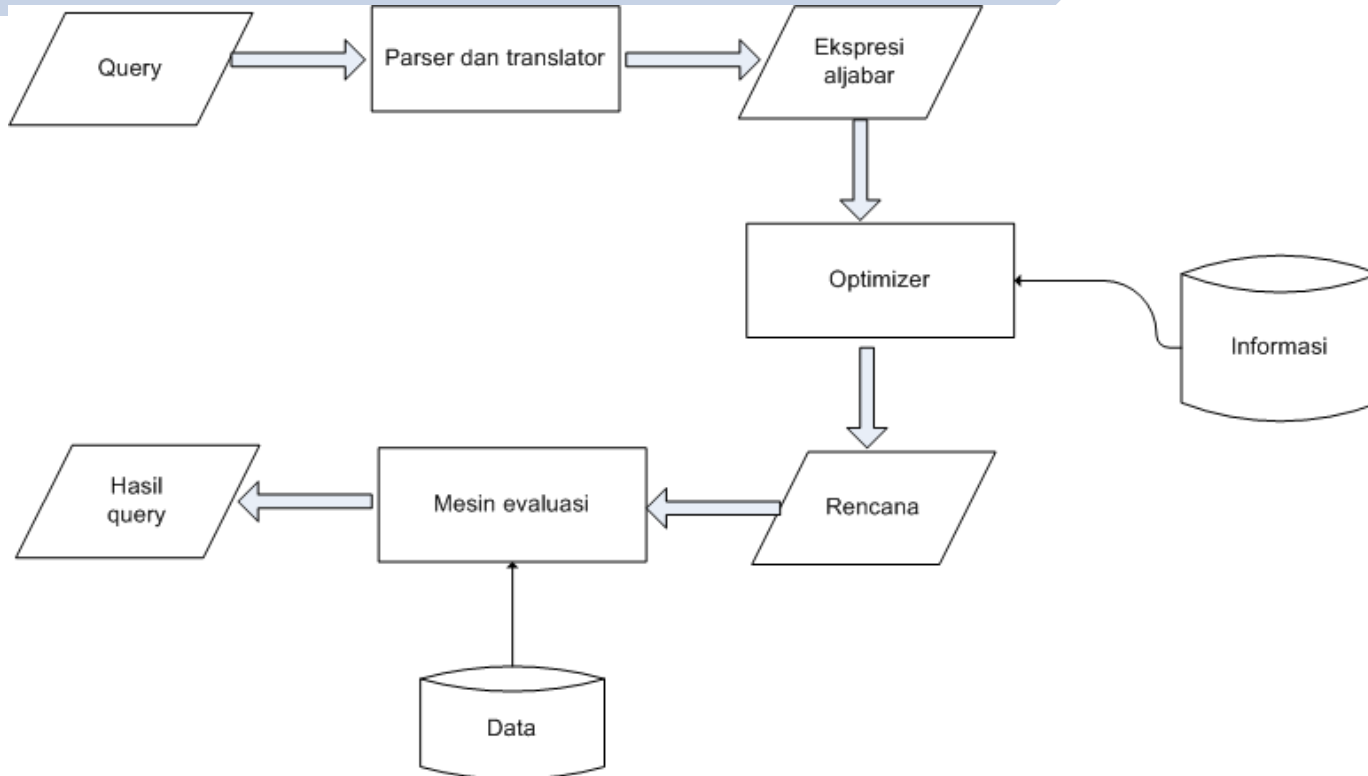 Query
Parser dan translator
Ekspresi
aljabar
Optimizer
Informasi
Hasil
query
Mesin evaluasi
Rencana
Data